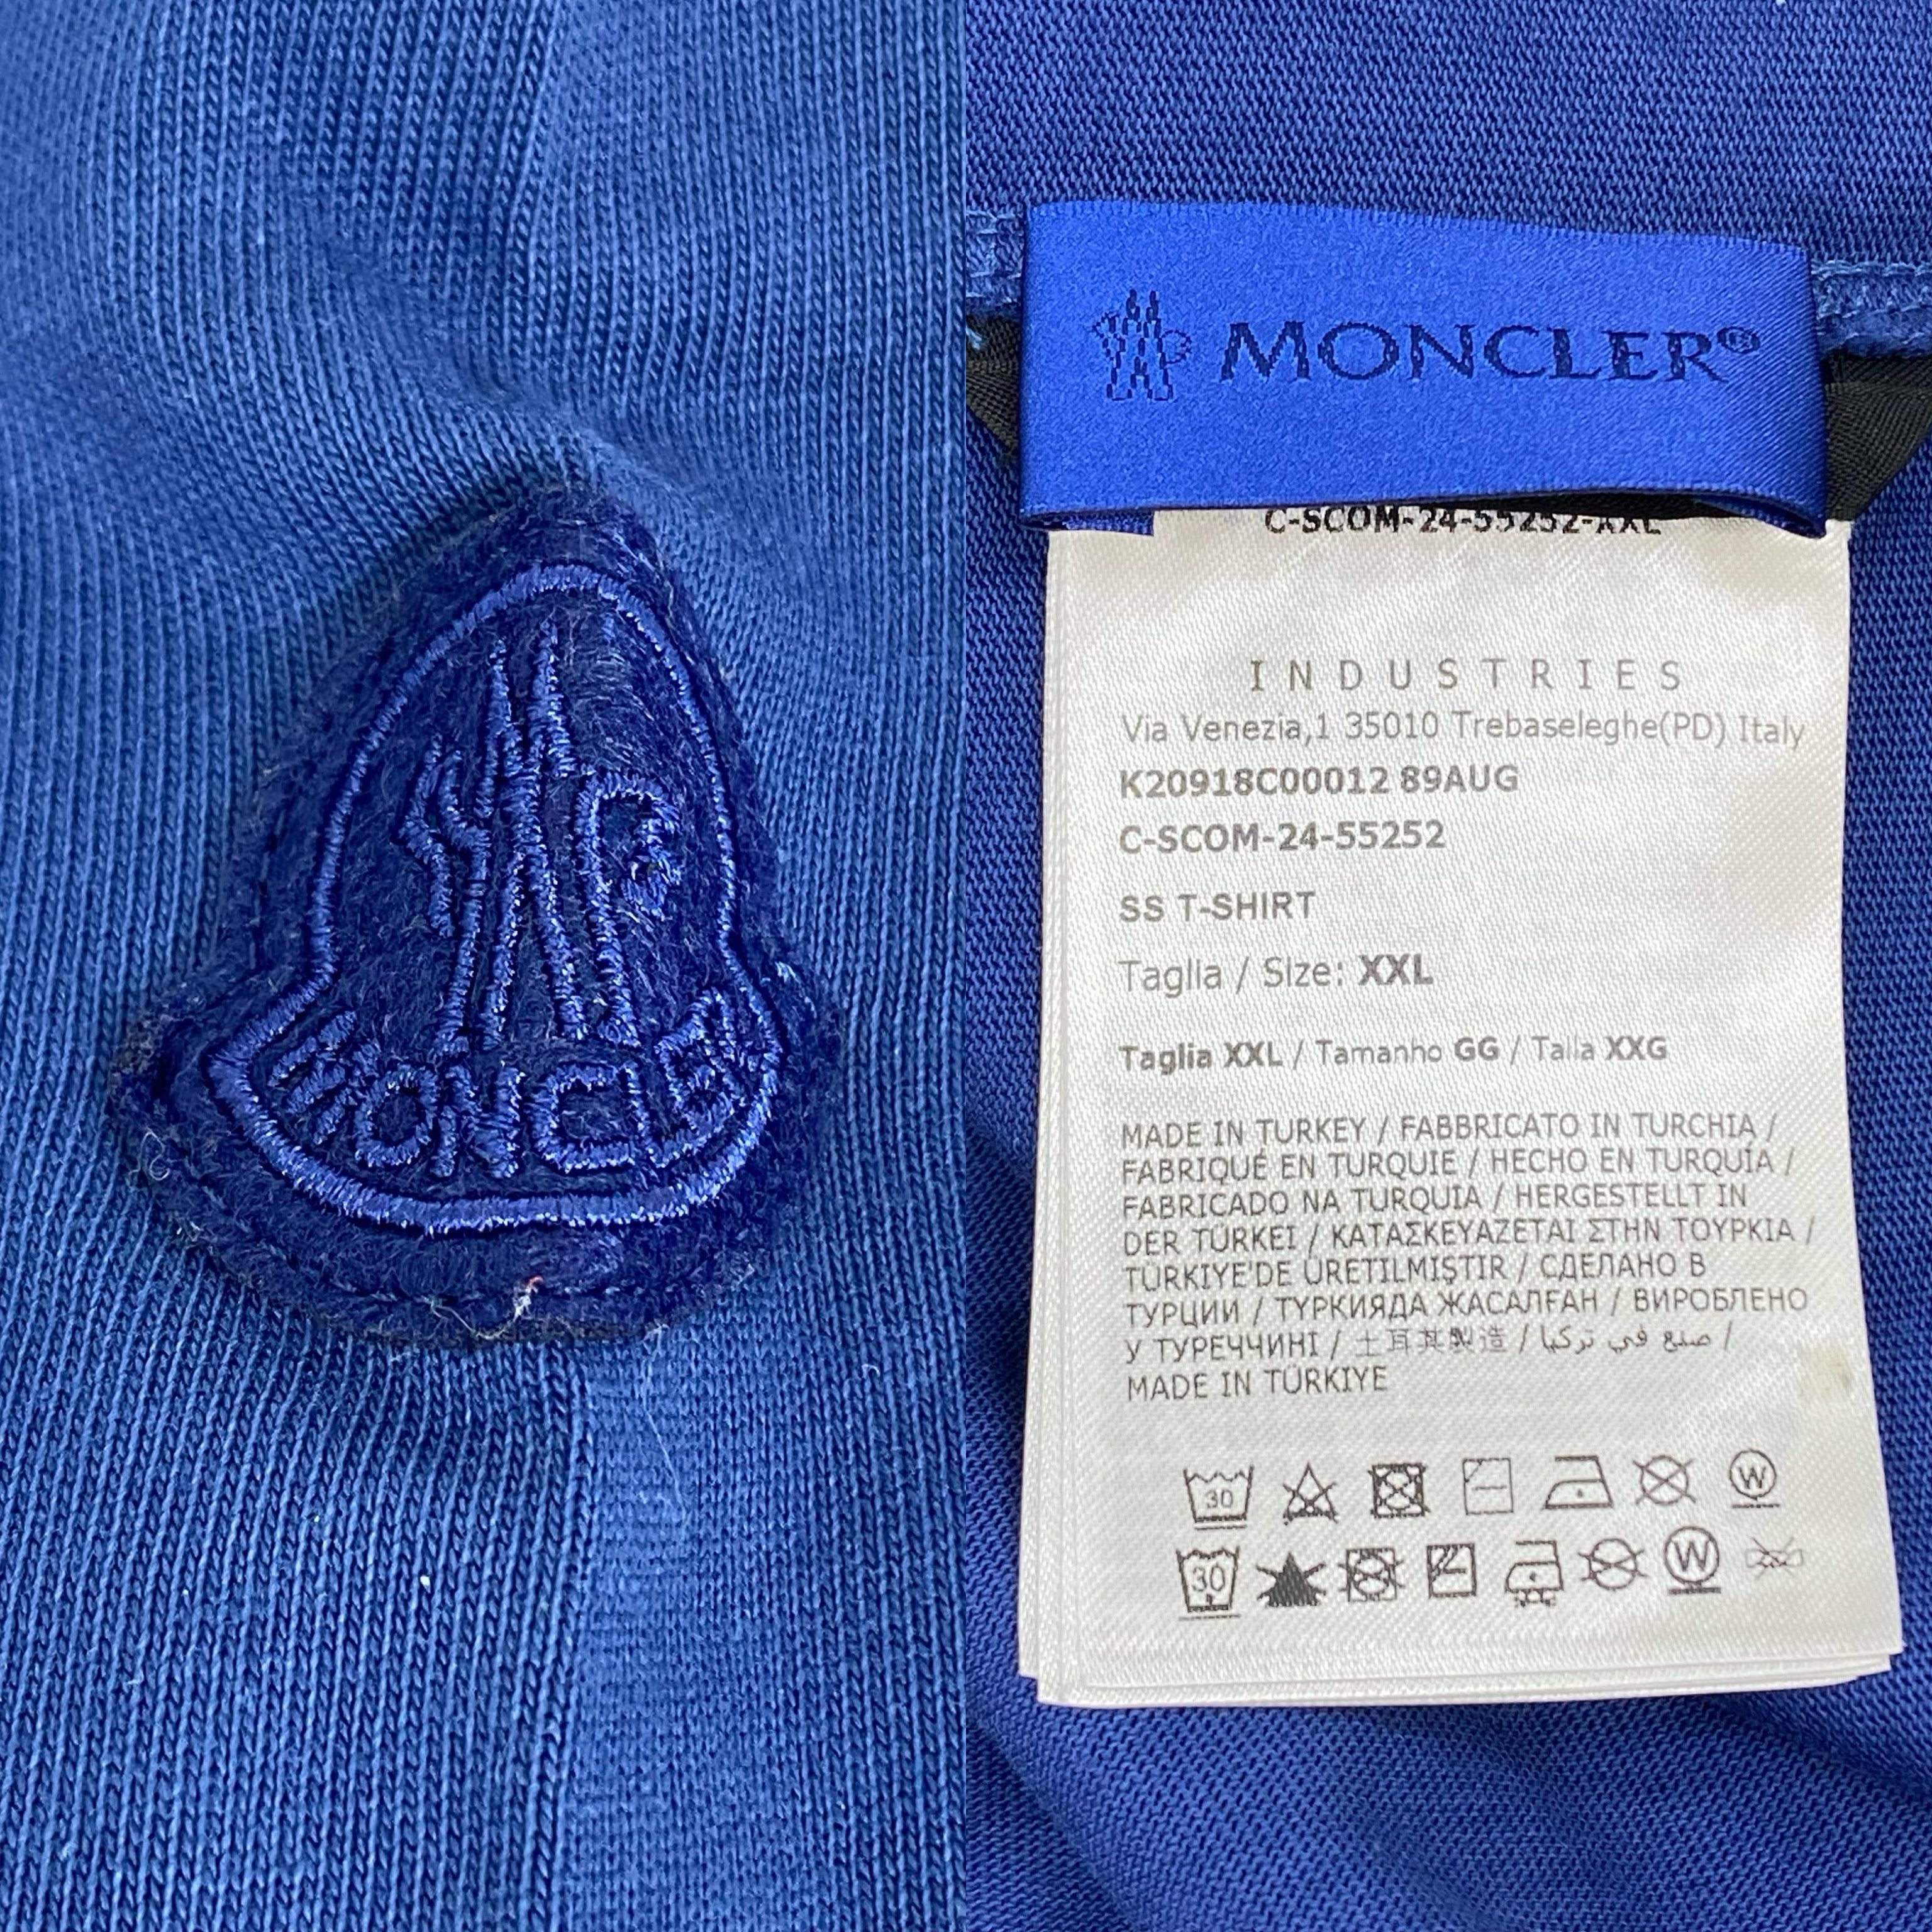 MONCLER
MONCLER®
C-SCOM-24-55252-XXL
INDUSTRIES
Via Venezia,1 35010 Trebaseleghe(PD) Italy
K20918C00012 89AUG
C-SCOM-24-55252
SS T-SHIRT
Taglia / Size: XXL
Taglia XXL / Tamanho GG / Talla XXG
MADE IN TURKEY / FABBRICATO IN TURCHIA /
FABRIQUÉ EN TURQUIE / HECHO EN TURQUÍA /
FABRICADO NA TURQUIA / HERGESTELLT IN
DER TÜRKEI / ΚΑΤΑΣΚΕΥΑΖΕΤΑΙ ΣΤΗΝ ΤΟΥΡΚΙΑ /
TÜRKIYE'DE ÜRETILMIŞTIR / СДЕЛАНО В
ТУРЦИИ / ТҮРКИЯДА ЖАСАЛҒАН / ВИРОБЛЕНО
У ТУРЕЧЧИНІ / 土耳其製造 / صنع في تركيا /
MADE IN TÜRKIYE
30 W
30 W